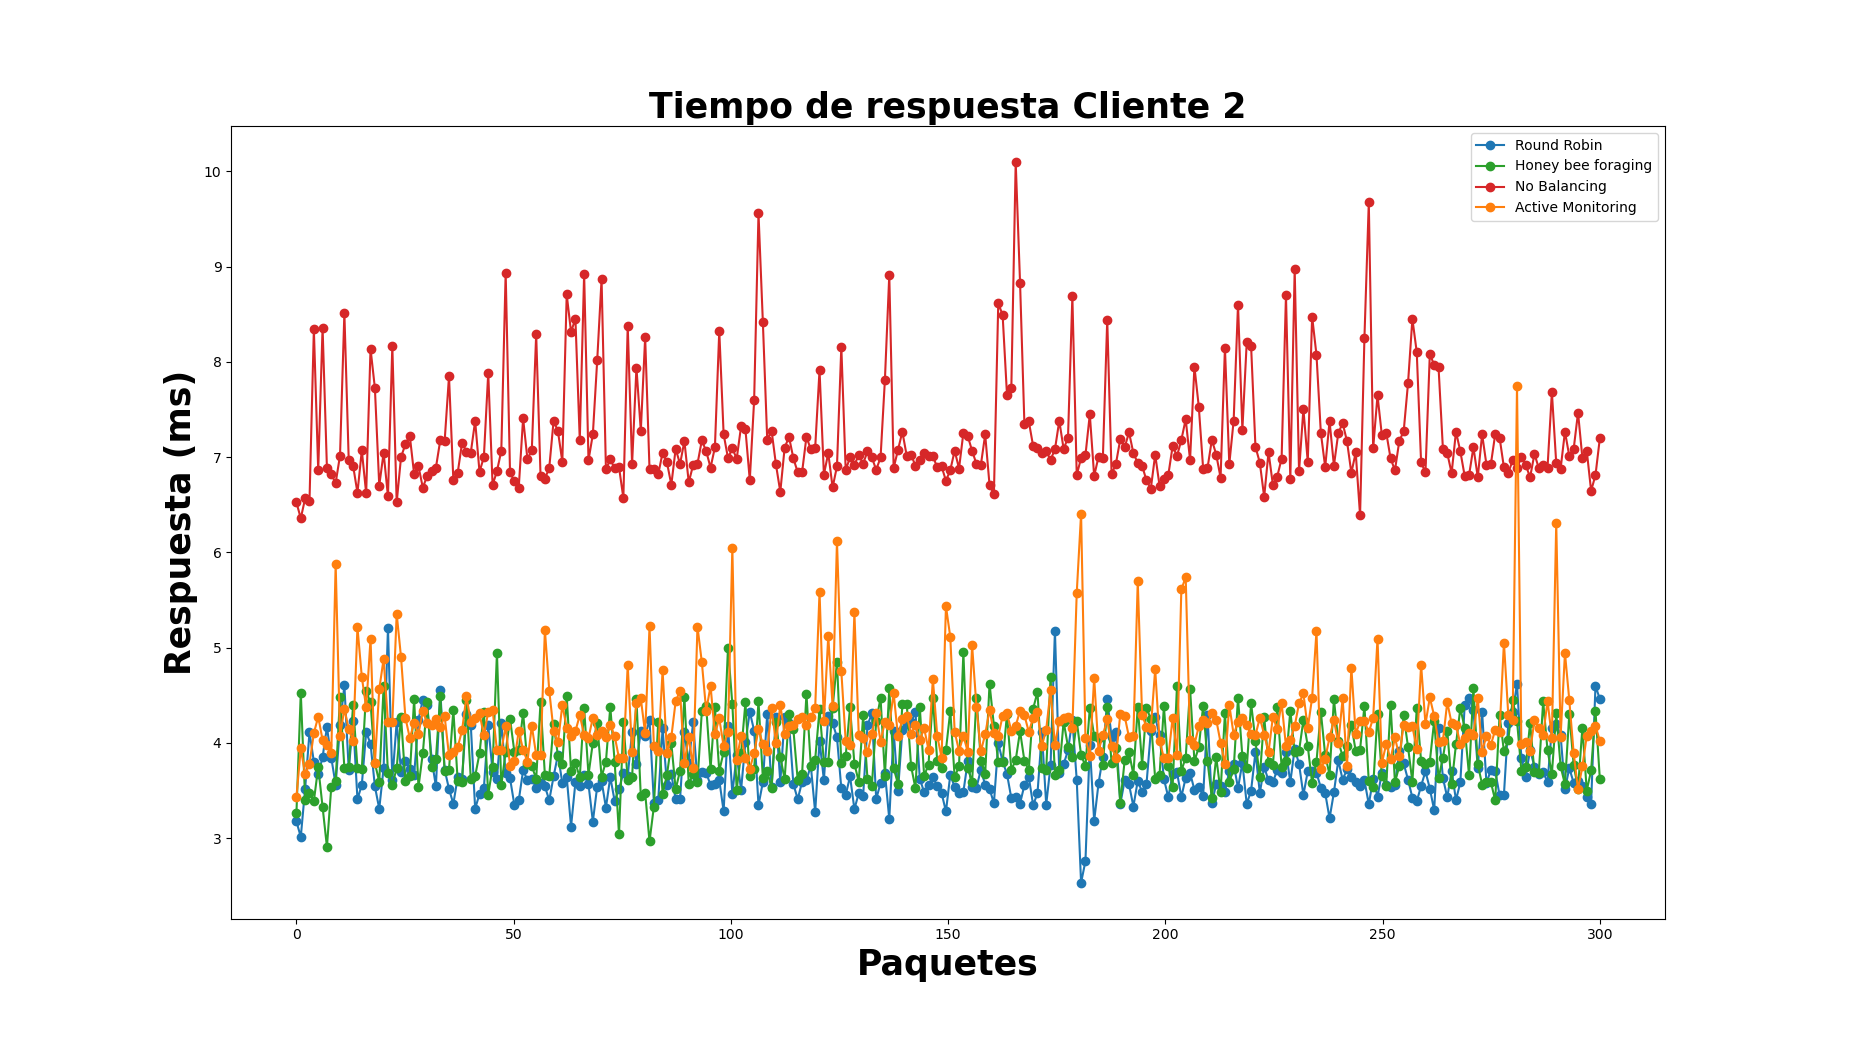 Tiempo de respuesta Cliente 2
Round Robin
Honey bee foraging
No Balancing
Active Monitoring
Respuesta (ms)
10
9
8
7
6
5
4
3
0 50 100 150 200 250 300
Paquetes